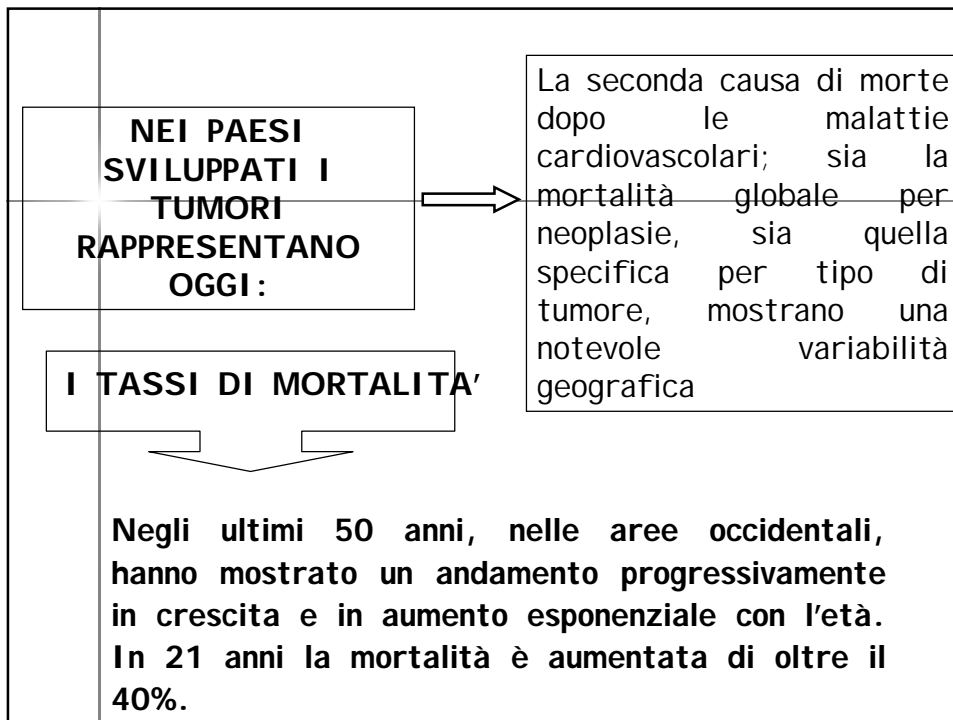 NEI PAESI
SVILUPPATI I
TUMORI
RAPPRESENTANO
OGGI:
La seconda causa di morte
dopo le malattie
cardiovascolari; sia la
mortalità globale per
neoplasie, sia quella
specifica per tipo di
tumore, mostrano una
notevole variabilità
geografica
I TASSI DI MORTALITA'
Negli ultimi 50 anni, nelle aree occidentali,
hanno mostrato un andamento progressivamente
in crescita e in aumento esponenziale con l'età.
In 21 anni la mortalità è aumentata di oltre il
40%.